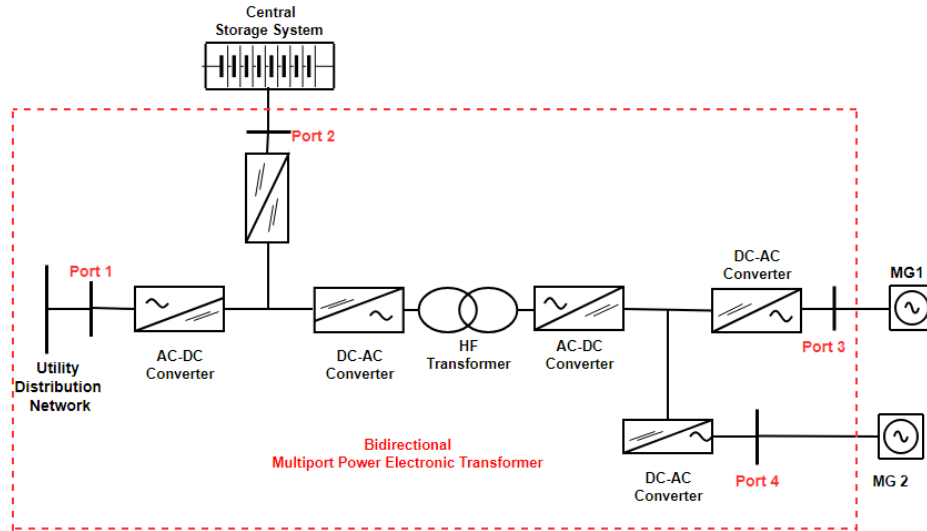 Central
Storage System
Port 2
Port 1
DC-AC
Converter
MG1
AC-DC
Converter
DC-AC
Converter
HF
Transformer
AC-DC
Converter
Port 3
Utility
Distribution
Network
Bidirectional
Multiport Power Electronic Transformer
DC-AC
Converter
Port 4
MG 2